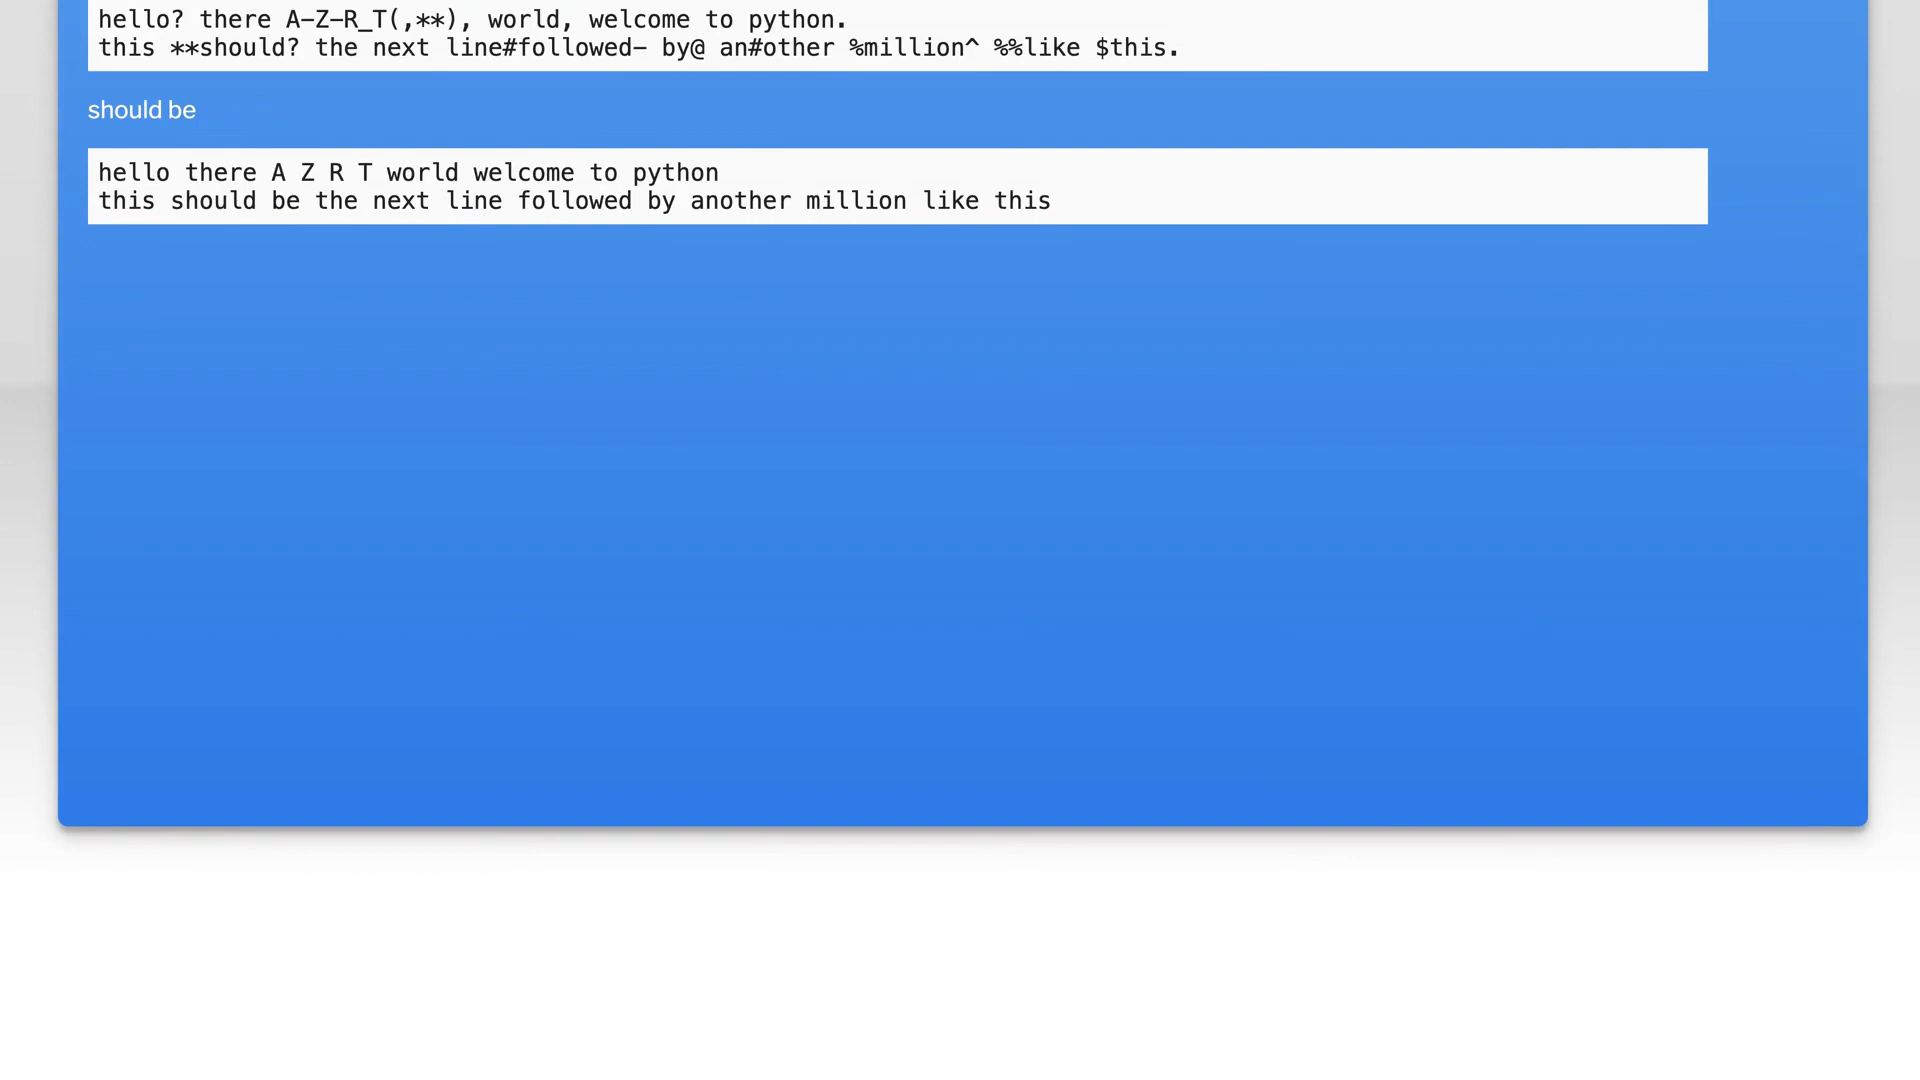 hello? there A-Z-R_T(,**), world, welcome to python.
this **should? the next line#followed- by@ an#other %million^ %%like $this.
should be
hello there A Z R T world welcome to python
this should be the next line followed by another million like this